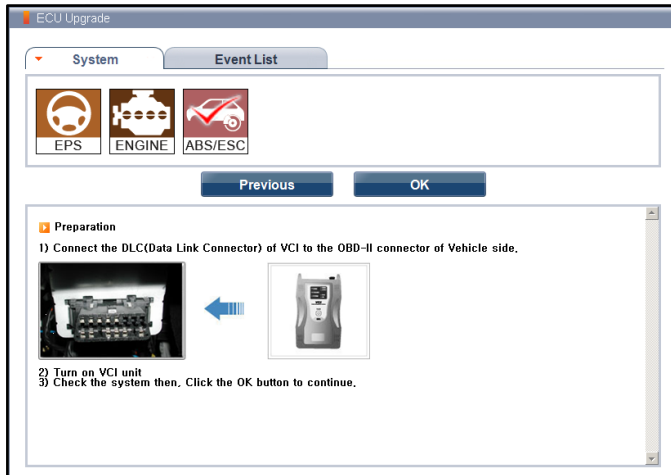 ECU Upgrade
System
Event List
EPS
ENGINE
ABS/ESC
Previous
OK
Preparation
1) Connect the DLC(Data Link Connector) of VCI to the OBD-II connector of Vehicle side.
2) Turn on VCI unit
3) Check the system then, Click the OK button to continue.